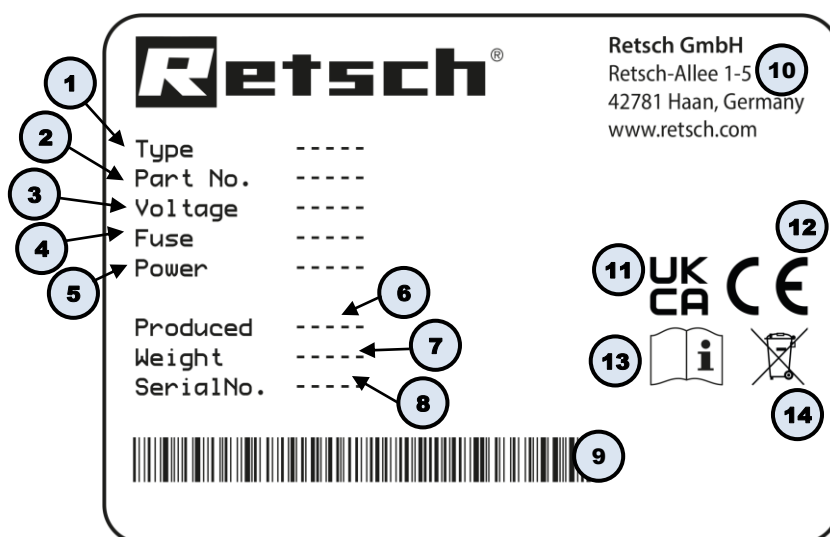 Retsch®
Retsch GmbH
Retsch-Allee 1-5
42781 Haan, Germany
www.retsch.com
1
2
3
4
5
10
Type -----
Part No. -----
Voltage -----
Fuse -----
Power -----
6
7
8
Produced -----
Weight -----
SerialNo. -----
11
12
UK
CA
CE
13
i
14
9